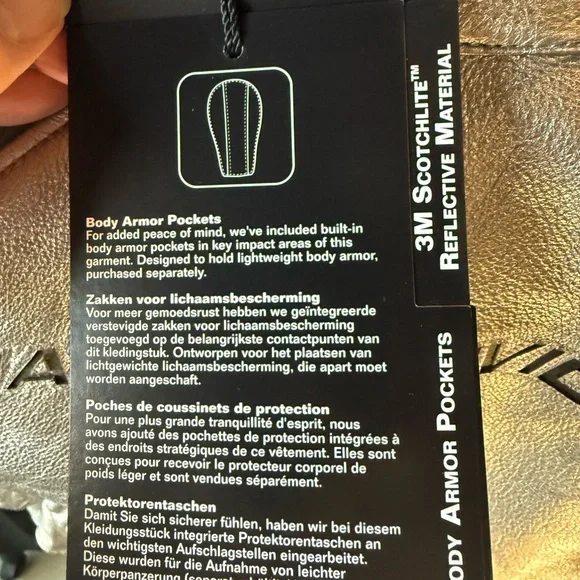 Body Armor Pockets
For added peace of mind, we've included built-in
body armor pockets in key impact areas of this
garment. Designed to hold lightweight body armor,
purchased separately.
Zakken voor lichaamsbescherming
Voor meer gemoedsrust hebben we geïntegreerde
verstevigde zakken voor lichaamsbescherming
toegevoegd op de belangrijkste contactpunten van
dit kledingstuk. Ontworpen voor het plaatsen van
lichtgewichte lichaamsbescherming, die apart moet
worden aangeschaft.
Poches de coussinets de protection
Pour une plus grande tranquillité d'esprit, nous
avons ajouté des pochettes de protection intégrées à
des endroits stratégiques de ce vêtement. Elles sont
conçues pour recevoir le protecteur corporel de
poids léger et sont vendues séparément.
Protektorentaschen
Damit Sie sich sicherer fühlen, haben wir bei diesem
Kleidungsstück integrierte Protektorentaschen an
den wichtigsten Aufschlagstellen eingearbeitet.
Diese wurden für die Aufnahme von leichter
Körperpanzerung
3M SCOTCHLITE™
REFLECTIVE MATERIAL
ODY ARMOR POCKETS